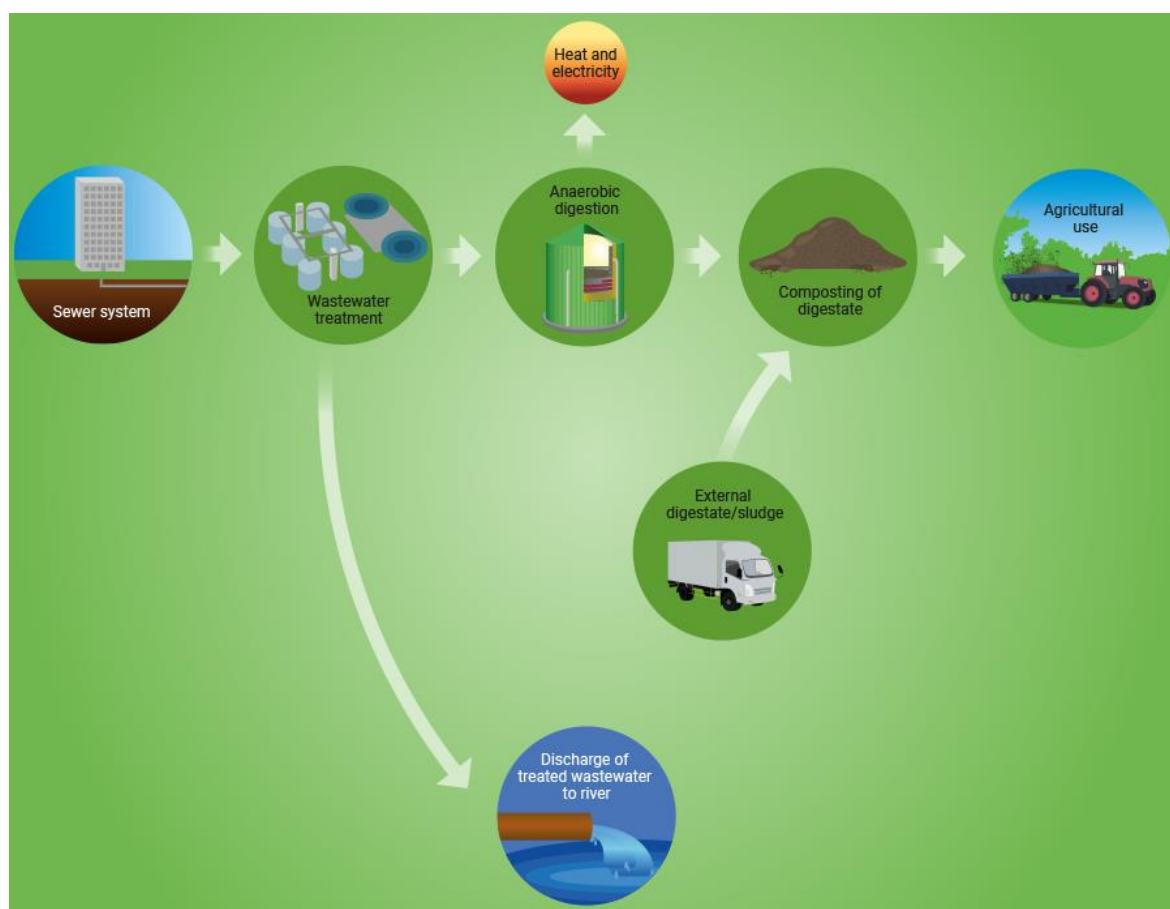 Heat and
electricity
Sewer system
Wastewater
treatment
Anaerobic
digestion
Composting of
digestate
Agricultural
use
External
digestate/sludge
Discharge of
treated wastewater
to river